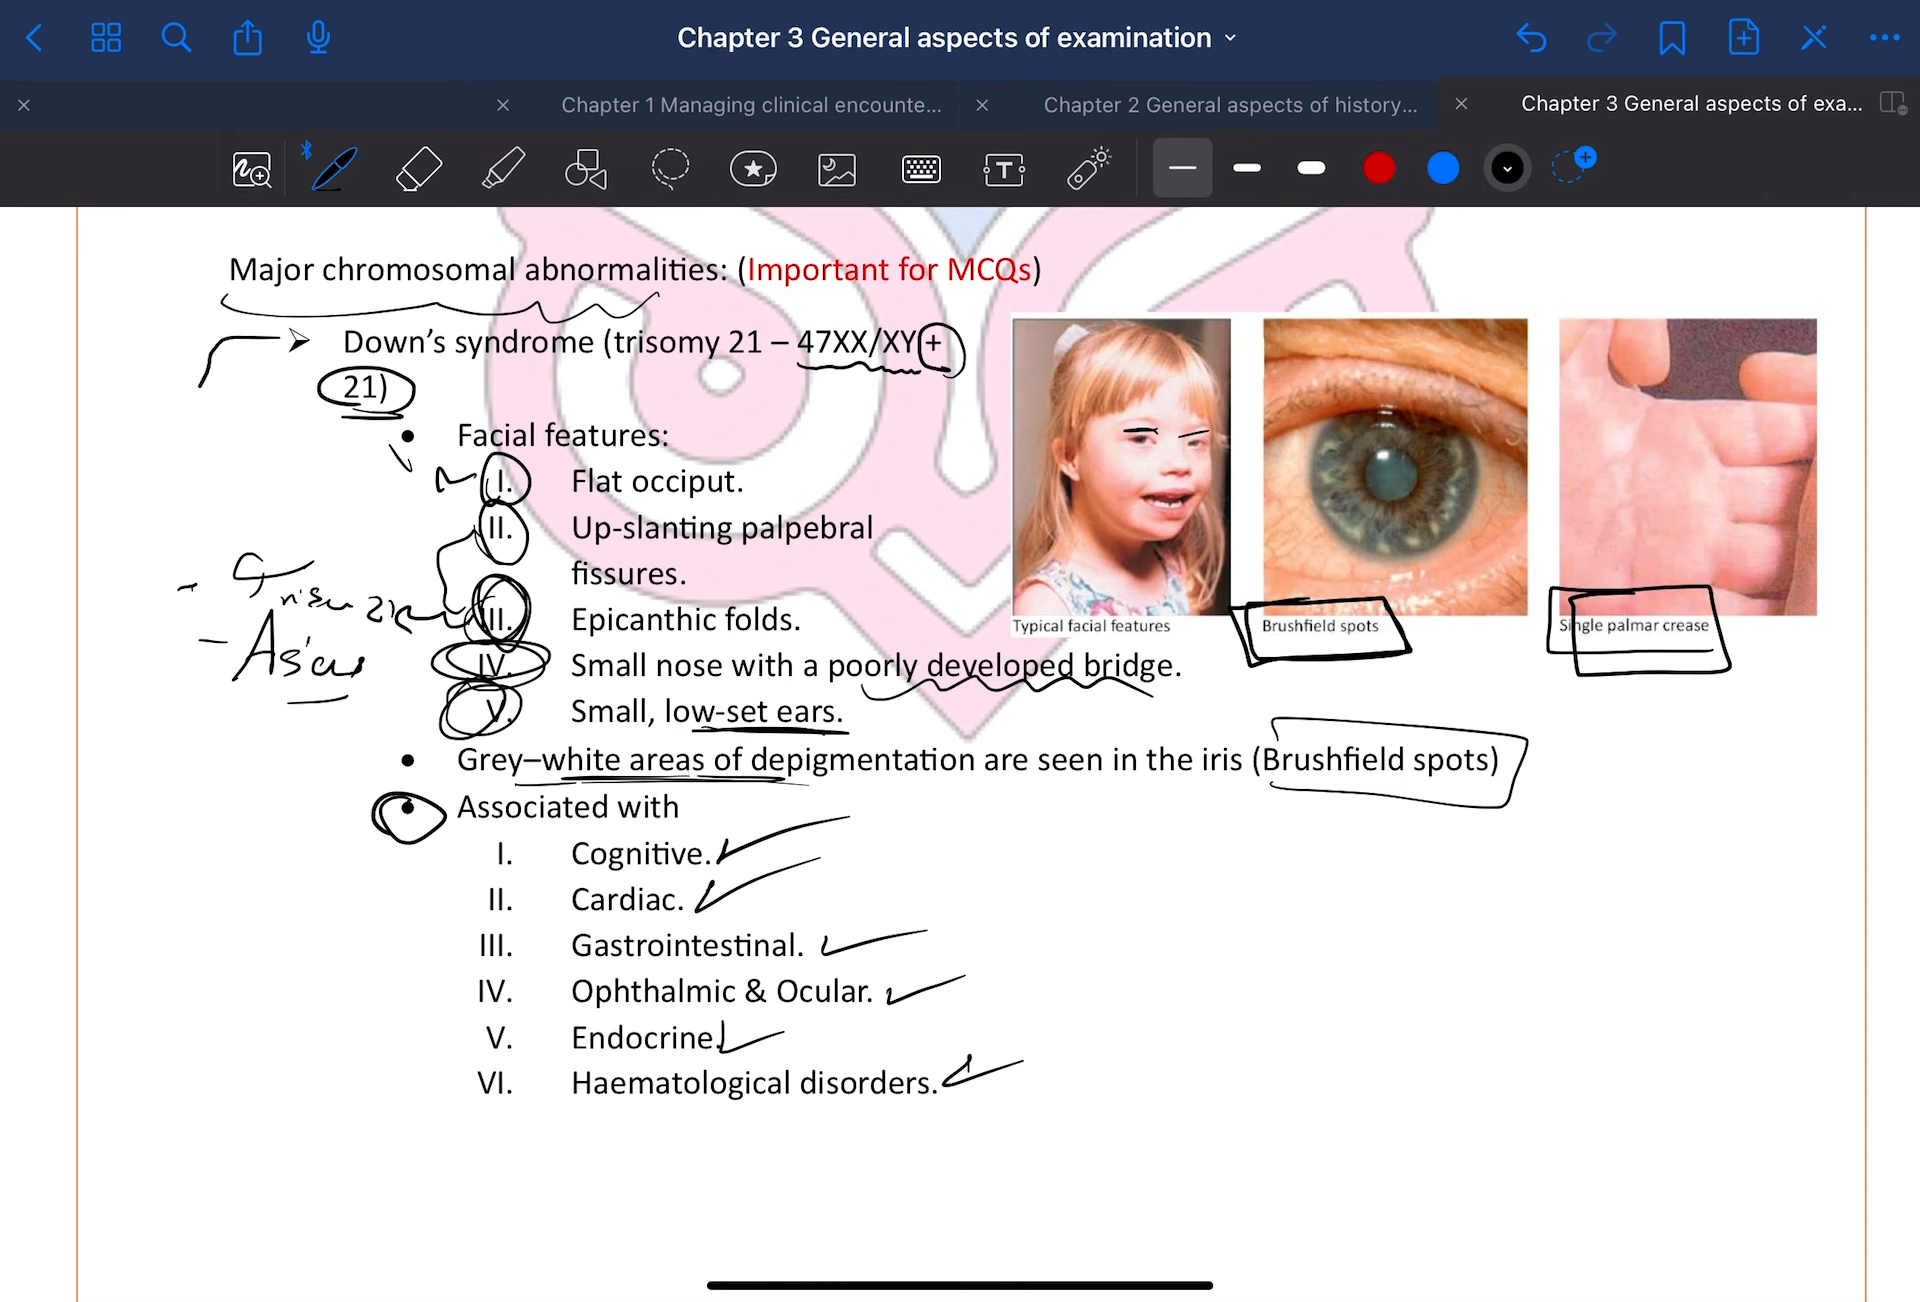 Chapter 3 General aspects of examination
Chapter 1 Managing clinical encounte...
Chapter 2 General aspects of history...
Chapter 3 General aspects of exa...
T
Major chromosomal abnormalities: (Important for MCQs)
➢ Down’s syndrome (trisomy 21 – 47XX/XY+
21)
• Facial features:
I. Flat occiput.
II. Up-slanting palpebral
fissures.
III. Epicanthic folds.
IV. Small nose with a poorly developed bridge.
V. Small, low-set ears.
Typical facial features
Brushfield spots
Single palmar crease
• Grey–white areas of depigmentation are seen in the iris (Brushfield spots)
• Associated with
I. Cognitive.
II. Cardiac.
III. Gastrointestinal.
IV. Ophthalmic & Ocular.
V. Endocrine.
VI. Haematological disorders.